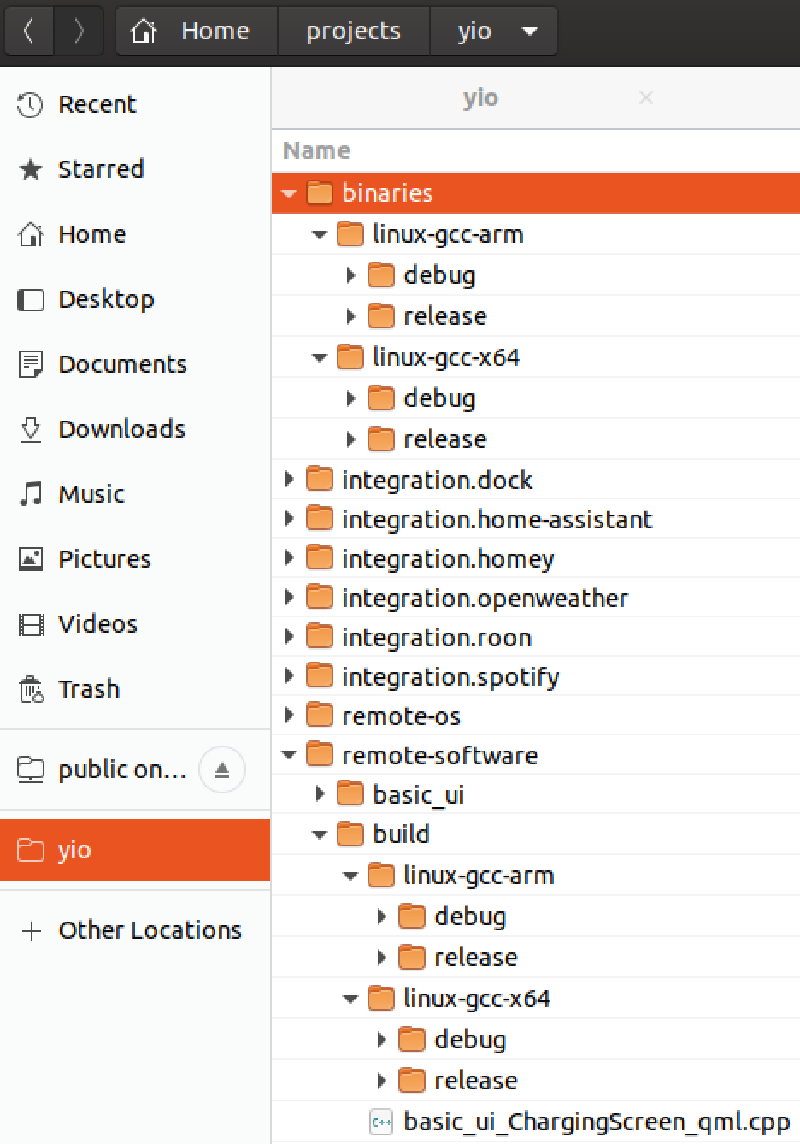 Home projects yio
Recent
Starred
Home
Desktop
Documents
Downloads
Music
Pictures
Videos
Trash
public on...
yio
Other Locations
yio
Name
binaries
linux-gcc-arm
debug
release
linux-gcc-x64
debug
release
integration.dock
integration.home-assistant
integration.homey
integration.openweather
integration.roon
integration.spotify
remote-os
remote-software
basic_ui
build
linux-gcc-arm
debug
release
linux-gcc-x64
debug
release
C++ basic_ui_ChargingScreen_qml.cpp